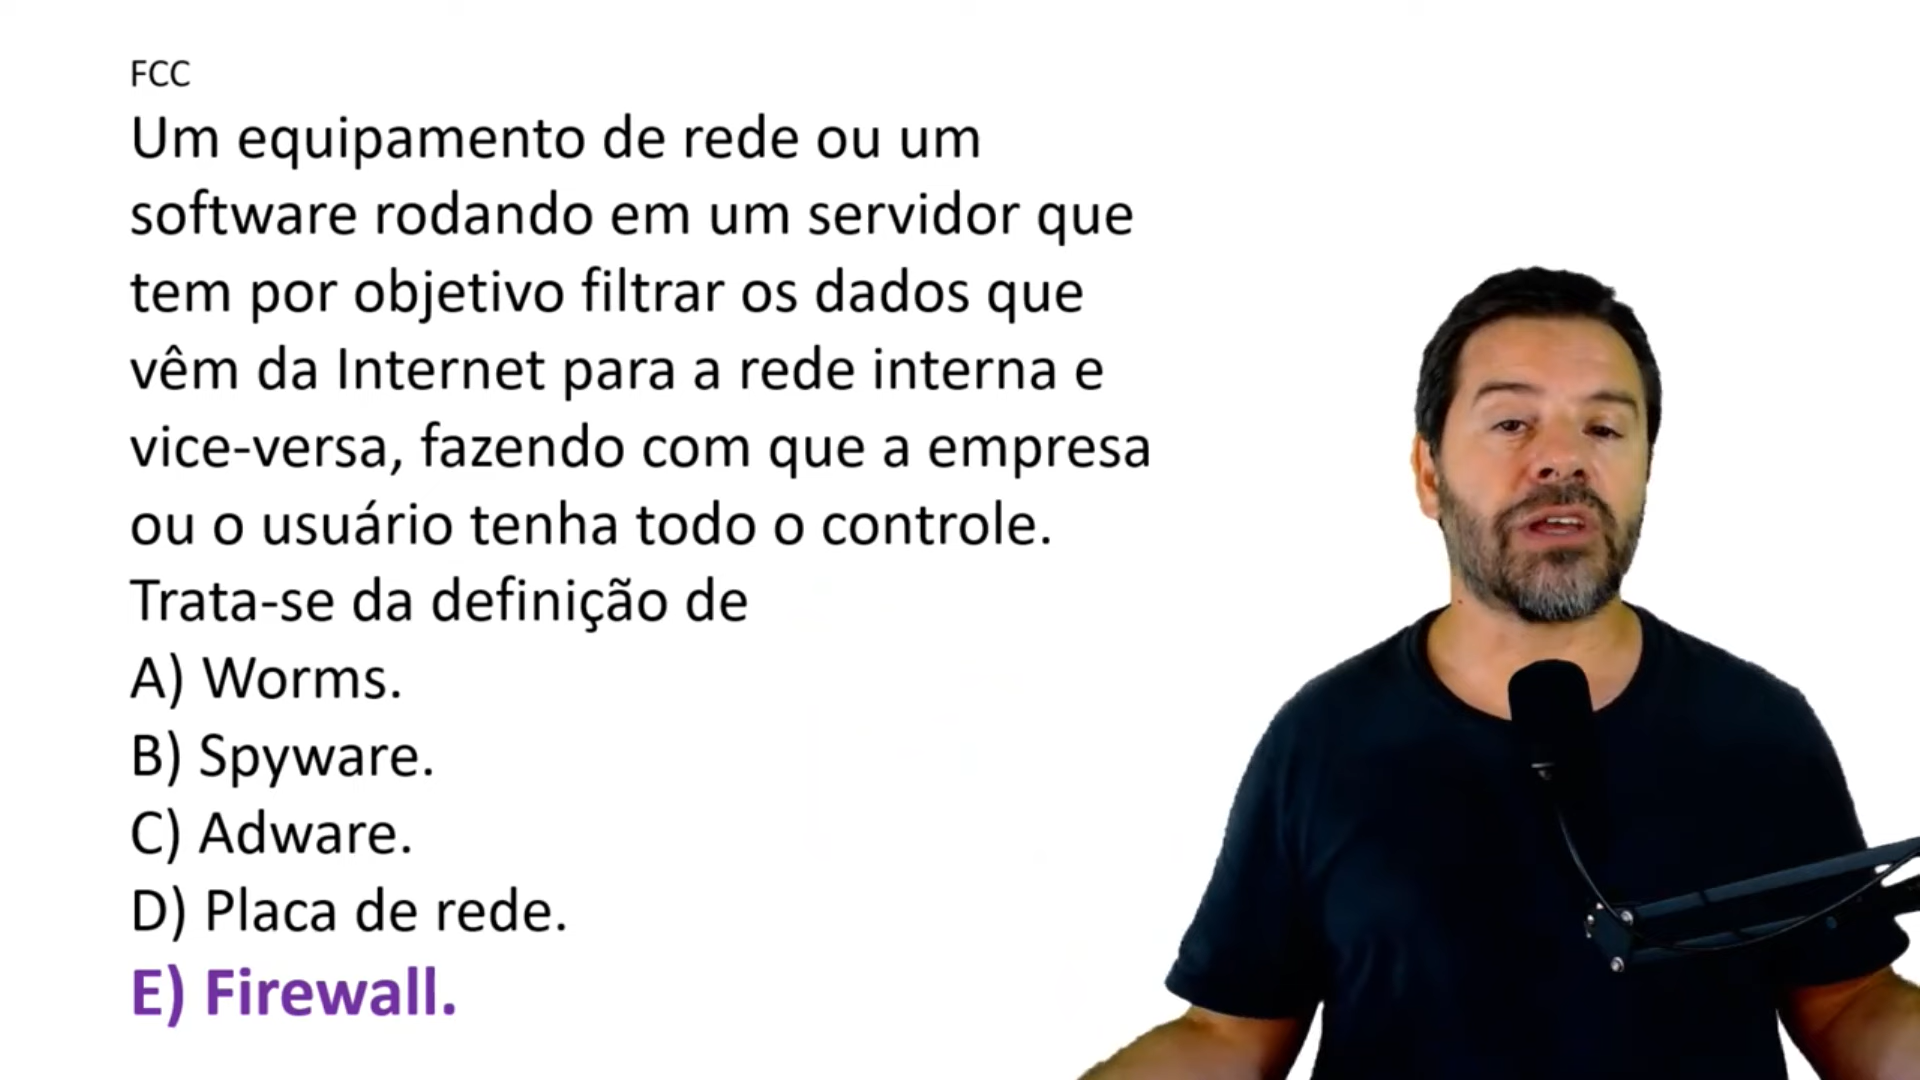 FCC
Um equipamento de rede ou um
software rodando em um servidor que
tem por objetivo filtrar os dados que
vêm da Internet para a rede interna e
vice-versa, fazendo com que a empresa
ou o usuário tenha todo o controle.
Trata-se da definição de
A) Worms.
B) Spyware.
C) Adware.
D) Placa de rede.
E) Firewall.